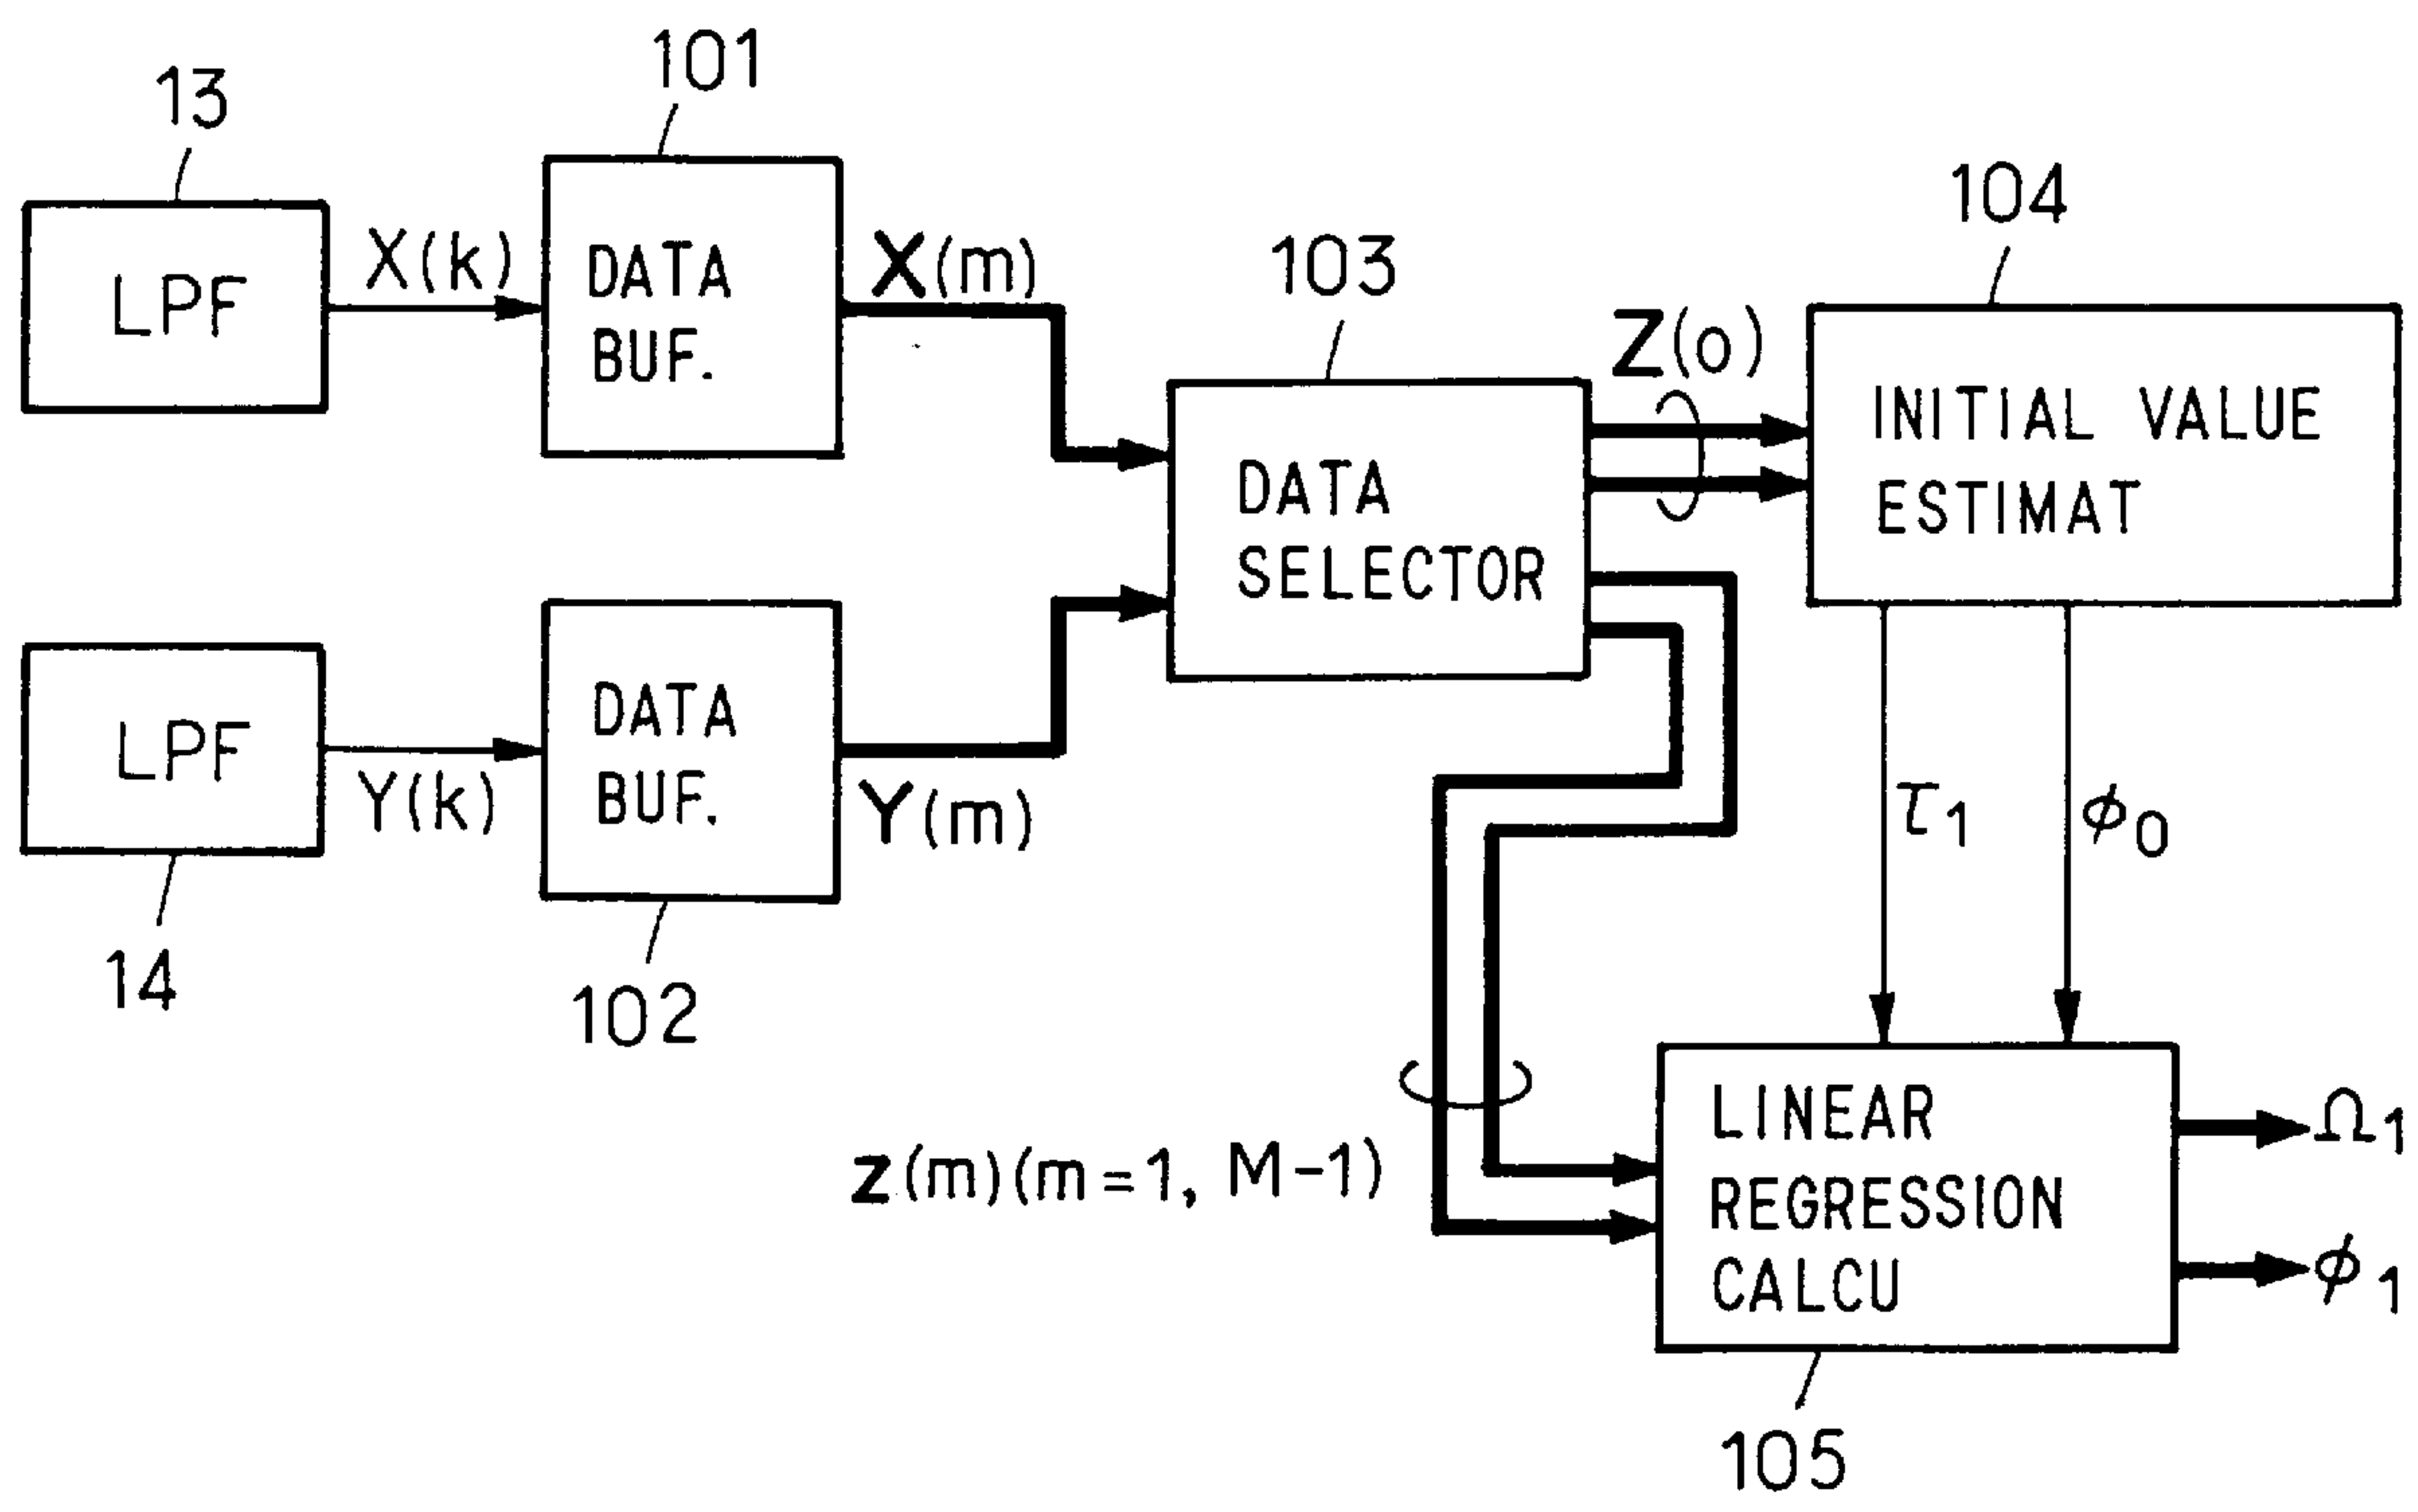 13
101
LPF
X(k)
DATA
BUF.
X(m)
103
104
Z(o)
INITIAL VALUE
ESTIMAT
DATA
SELECTOR
LPF
Y(k)
DATA
BUF.
Y(m)
14
102
τ1
ϕ0
z(m)(m=1, M-1)
LINEAR
REGRESSION
CALCU
Ω1
ϕ1
105